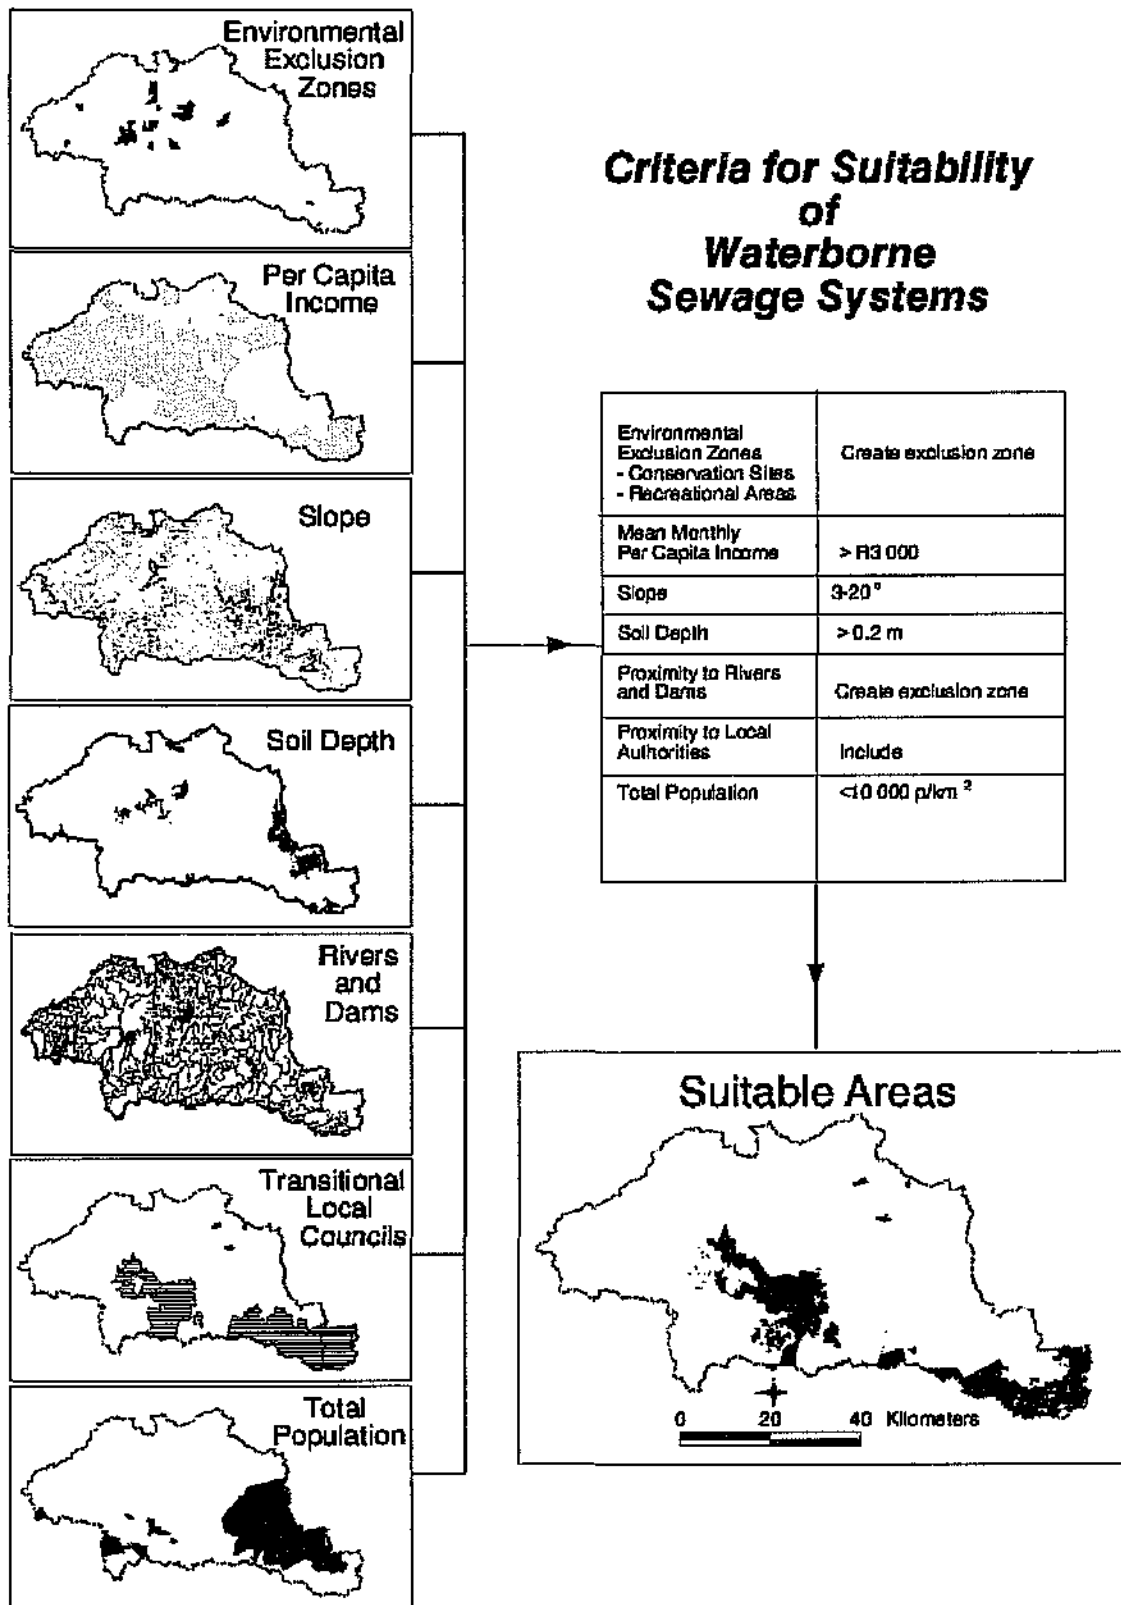 Environmental
Exclusion
Zones
Per Capita
Income
Slope
Soil Depth
Rivers
and
Dams
Transitional
Local
Councils
Total
Population
Criteria for Suitability
of
Waterborne
Sewage Systems
Environmental
Exclusion Zones
- Conservation Sites
- Recreational Areas
Create exclusion zone
Mean Monthly
Per Capita Income
> R3 000
Slope
3-20°
Soil Depth
> 0.2 m
Proximity to Rivers
and Dams
Create exclusion zone
Proximity to Local
Authorities
Include
Total Population
<10 000 p/km²
Suitable Areas
0 20 40 Kilometers